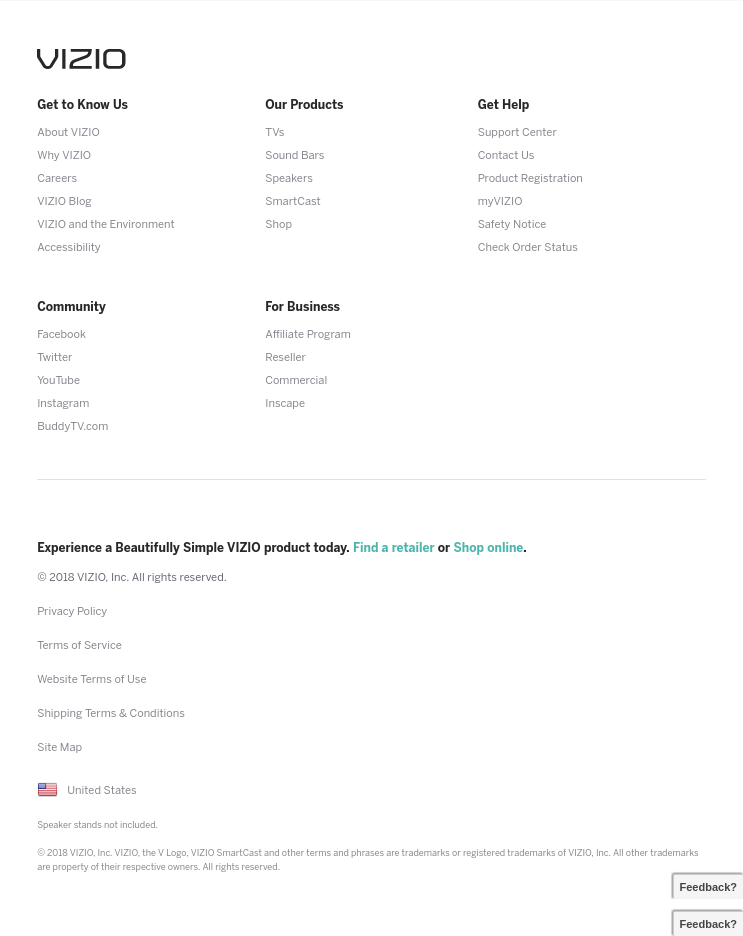 VIZIO
Get to Know Us
About VIZIO
Why VIZIO
Careers
VIZIO Blog
VIZIO and the Environment
Accessibility
Our Products
TVs
Sound Bars
Speakers
SmartCast
Shop
Get Help
Support Center
Contact Us
Product Registration
myVIZIO
Safety Notice
Check Order Status
Community
Facebook
Twitter
YouTube
Instagram
BuddyTV.com
For Business
Affiliate Program
Reseller
Commercial
Inscape
Experience a Beautifully Simple VIZIO product today. Find a retailer or Shop online.
© 2018 VIZIO, Inc. All rights reserved.
Privacy Policy
Terms of Service
Website Terms of Use
Shipping Terms & Conditions
Site Map
United States
Speaker stands not included.
© 2018 VIZIO, Inc. VIZIO, the V Logo, VIZIO SmartCast and other terms and phrases are trademarks or registered trademarks of VIZIO, Inc. All other trademarks
are property of their respective owners. All rights reserved.
Feedback?
Feedback?